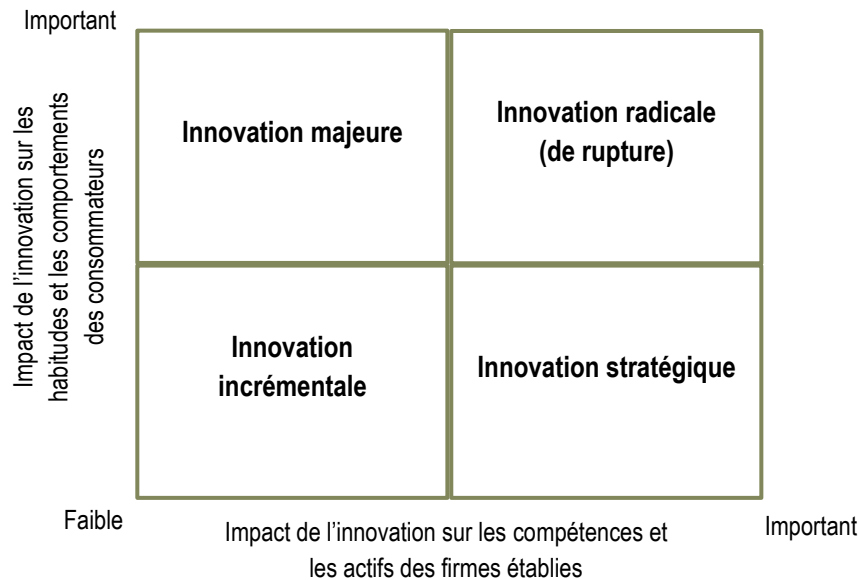 Important
Impact de l'innovation sur les
habitudes et les comportements
des consommateurs
Innovation majeure
Innovation radicale
(de rupture)
Innovation
incrémentale
Innovation stratégique
Faible
Impact de l'innovation sur les compétences et
les actifs des firmes établies
Important